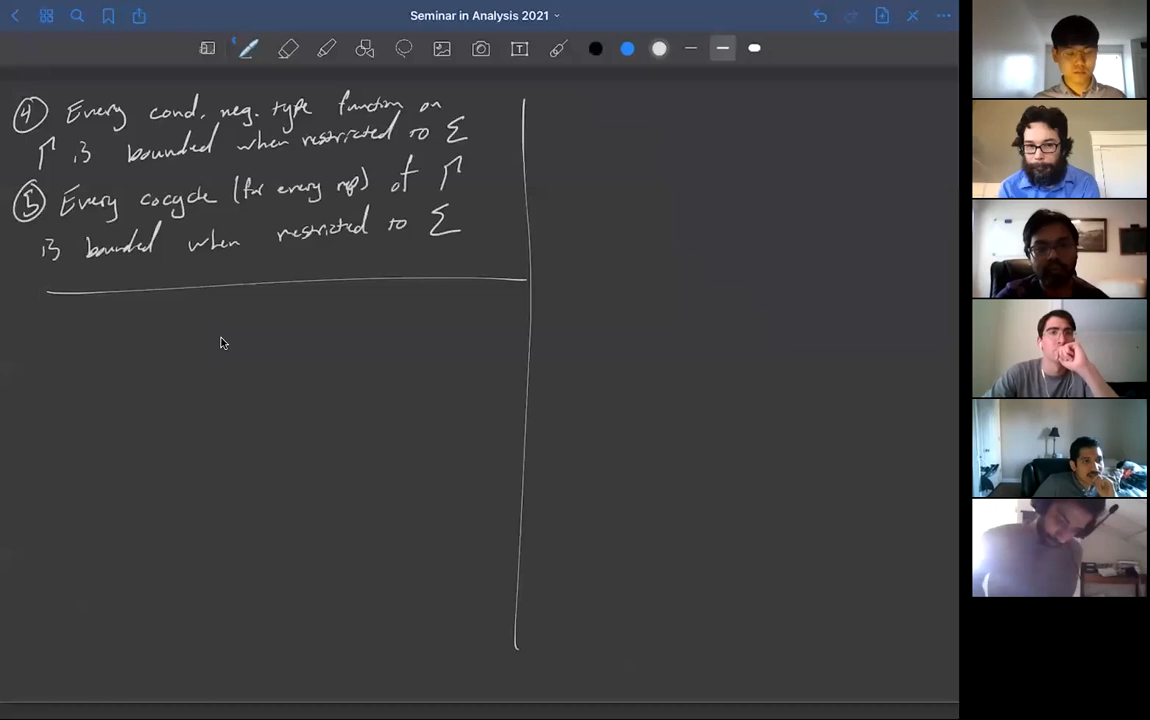 Seminar in Analysis 2021
④ Every cond. neg. type function on
Γ is bounded when restricted to Σ
⑤ Every cocycle (for every rep) of Γ
is bounded when restricted to Σ